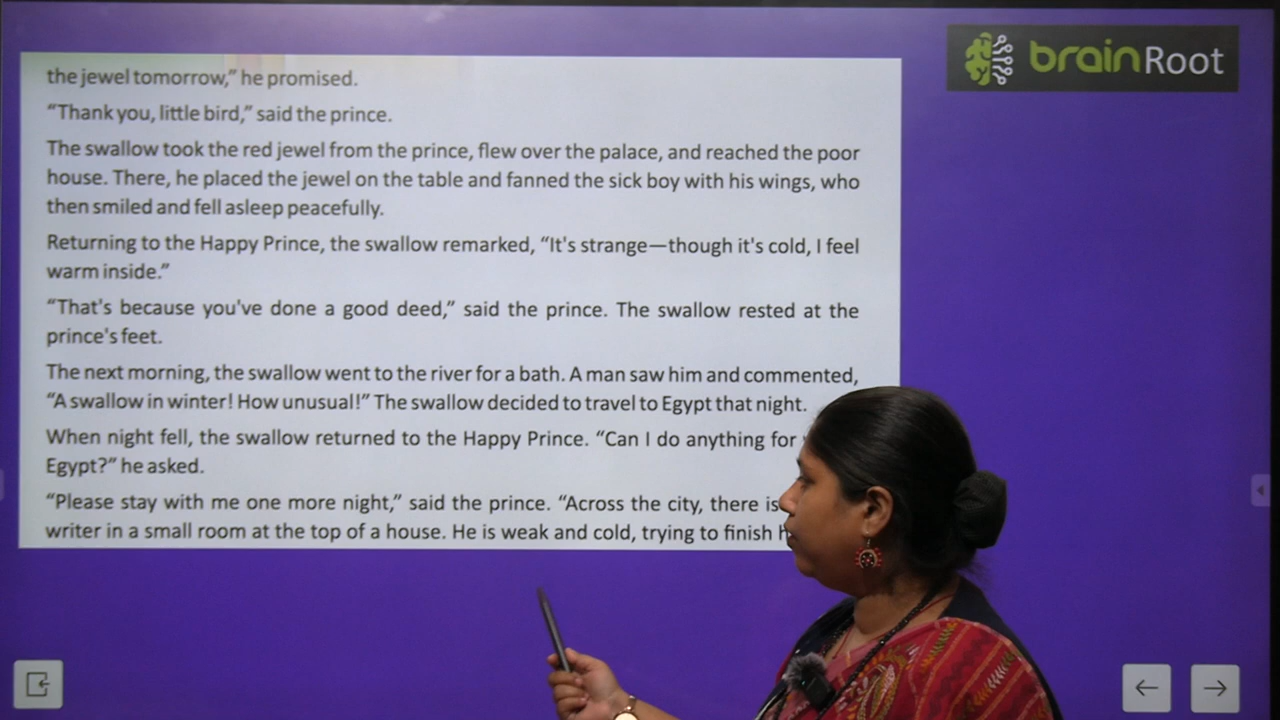 brainRoot
the jewel tomorrow,” he promised.
“Thank you, little bird,” said the prince.
The swallow took the red jewel from the prince, flew over the palace, and reached the poor
house. There, he placed the jewel on the table and fanned the sick boy with his wings, who
then smiled and fell asleep peacefully.
Returning to the Happy Prince, the swallow remarked, “It's strange—though it's cold, I feel
warm inside.”
“That's because you've done a good deed,” said the prince. The swallow rested at the
prince's feet.
The next morning, the swallow went to the river for a bath. A man saw him and commented,
“A swallow in winter! How unusual!” The swallow decided to travel to Egypt that night.
When night fell, the swallow returned to the Happy Prince. “Can I do anything for
Egypt?” he asked.
“Please stay with me one more night,” said the prince. “Across the city, there is
writer in a small room at the top of a house. He is weak and cold, trying to finish